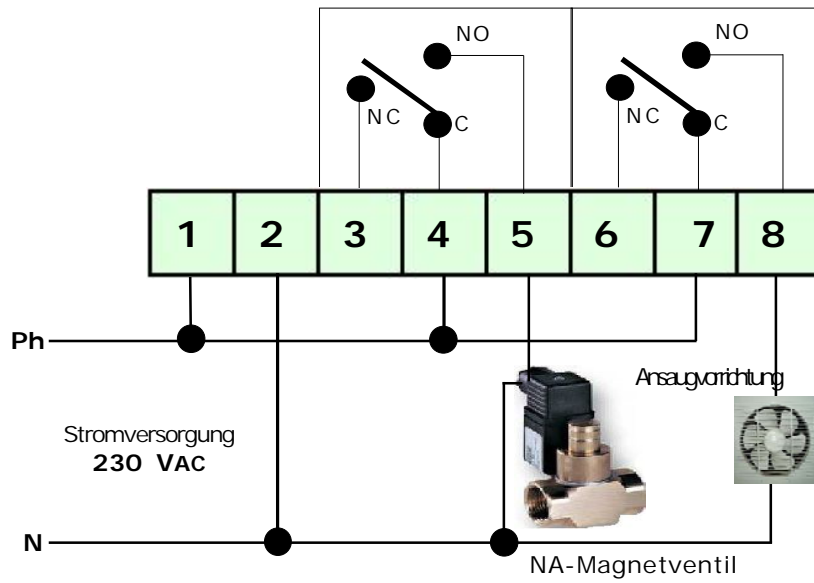 NO
NO
NC
C
NC
C
1 2 3 4 5 6 7 8
Ph
Ansaugvorrichtung
Stromversorgung
230 VAC
N
NA-Magnetventil